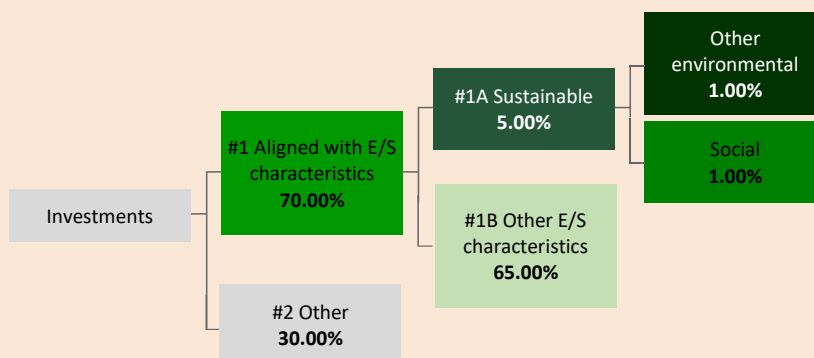 Investments
#1 Aligned with E/S
characteristics
70.00%
#2 Other
30.00%
#1A Sustainable
5.00%
#1B Other E/S
characteristics
65.00%
Other
environmental
1.00%
Social
1.00%